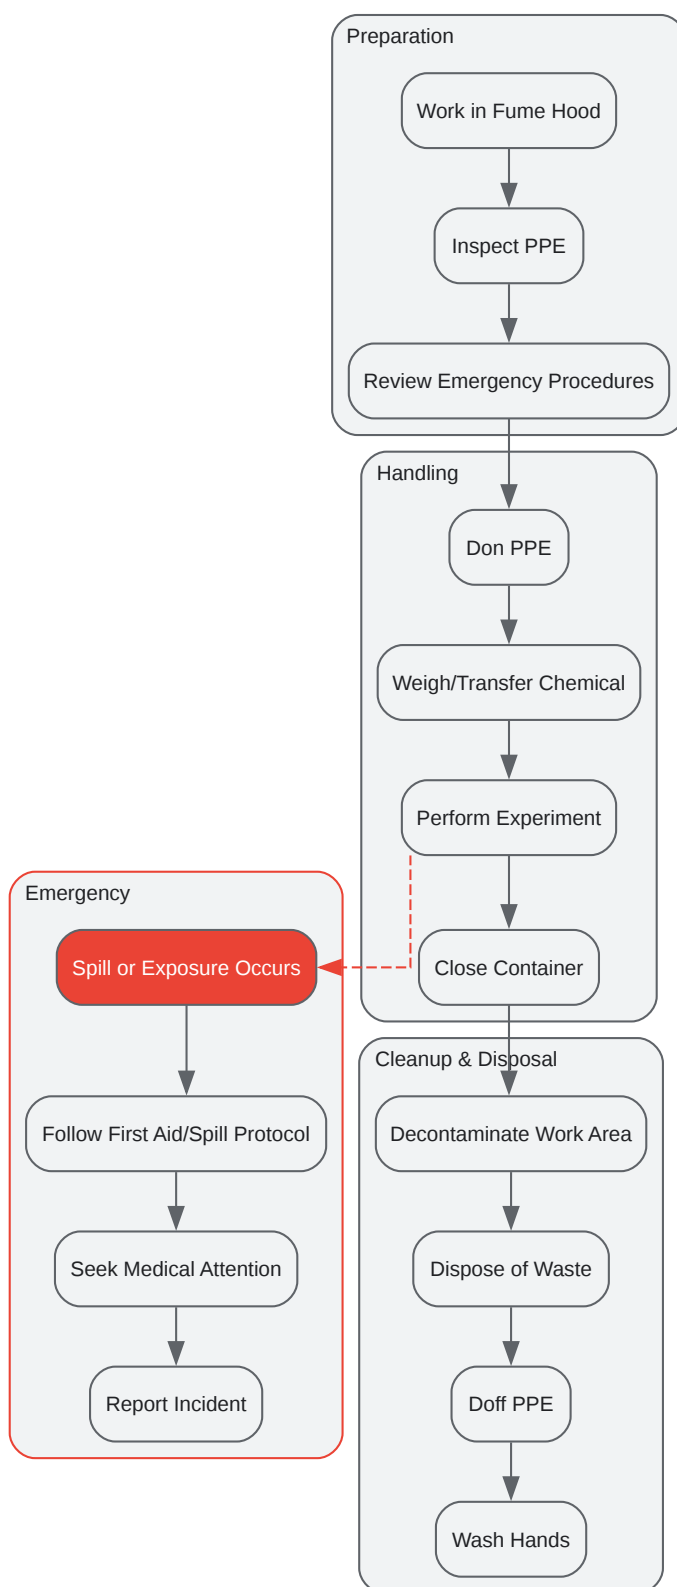 Preparation
Work in Fume Hood
Inspect PPE
Review Emergency Procedures
Handling
Don PPE
Weigh/Transfer Chemical
Perform Experiment
Close Container
Emergency
Spill or Exposure Occurs
Follow First Aid/Spill Protocol
Seek Medical Attention
Report Incident
Cleanup & Disposal
Decontaminate Work Area
Dispose of Waste
Doff PPE
Wash Hands